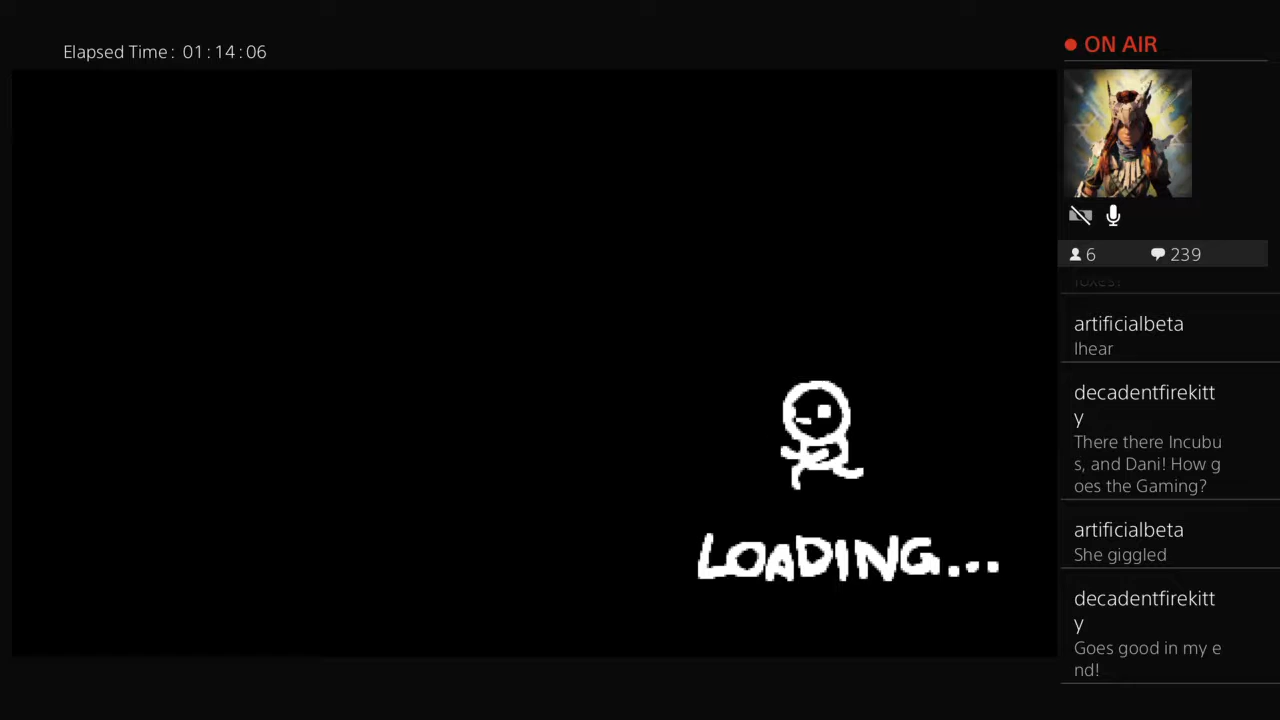 Elapsed Time: 01:14:06
ON AIR
6
239
artificialbeta
Ihear
decadentfirekitt
y
There there Incubu
s, and Dani! How g
oes the Gaming?
artificialbeta
She giggled
decadentfirekitt
y
Goes good in my e
nd!
LOADING...